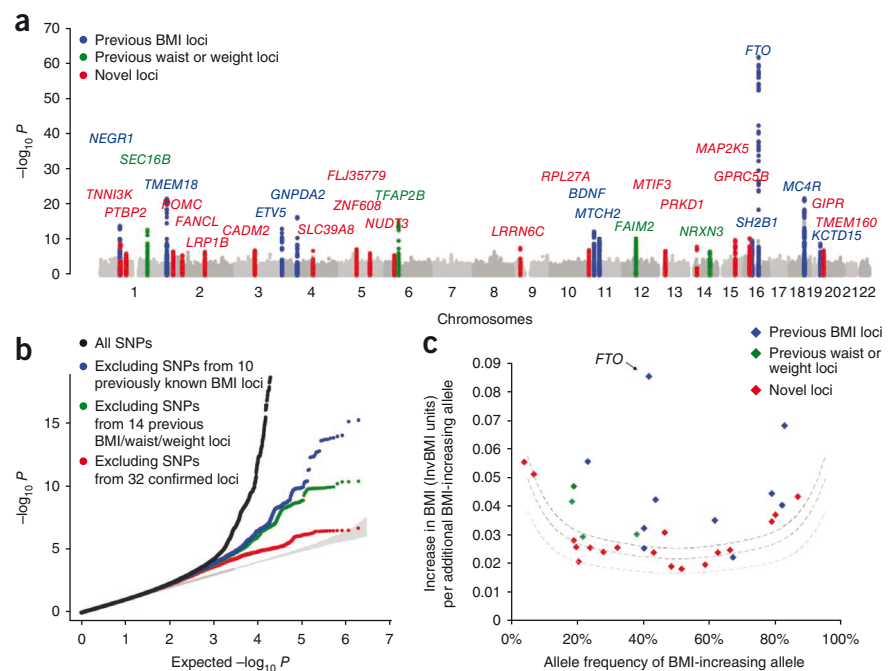 a
70
60
50
40
30
20
10
0
–log10 P
Previous BMI loci
Previous waist or weight loci
Novel loci
NEGR1
SEC16B
TNNI3K
PTBP2
TMEM18
POMC
FANCL
LRP1B
CADM2
ETV5
GNPDA2
SLC39A8
FLJ35779
ZNF608
TFAP2B
NUDT3
LRRN6C
RPL27A
BDNF
MTCH2
MTIF3
FAIM2
PRKD1
NRXN3
MAP2K5
GPRC5B
SH2B1
FTO
MC4R
GIPR
TMEM160
KCTD15
1 2 3 4 5 6 7 8 9 10 11 12 13 14 15 16 17 18 19 20 21 22
Chromosomes
b
All SNPs
Excluding SNPs from 10
previously known BMI loci
Excluding SNPs
from 14 previous
BMI/waist/weight loci
Excluding SNPs
from 32 confirmed loci
15
10
5
0
–log10 P
0 1 2 3 4 5 6 7
Expected –log10 P
c
Previous BMI loci
Previous waist or
weight loci
Novel loci
FTO
0.09
0.08
0.07
0.06
0.05
0.04
0.03
0.02
0.01
0
Increase in BMI (InvBMI units)
per additional BMI-increasing allele
0% 20% 40% 60% 80% 100%
Allele frequency of BMI-increasing allele